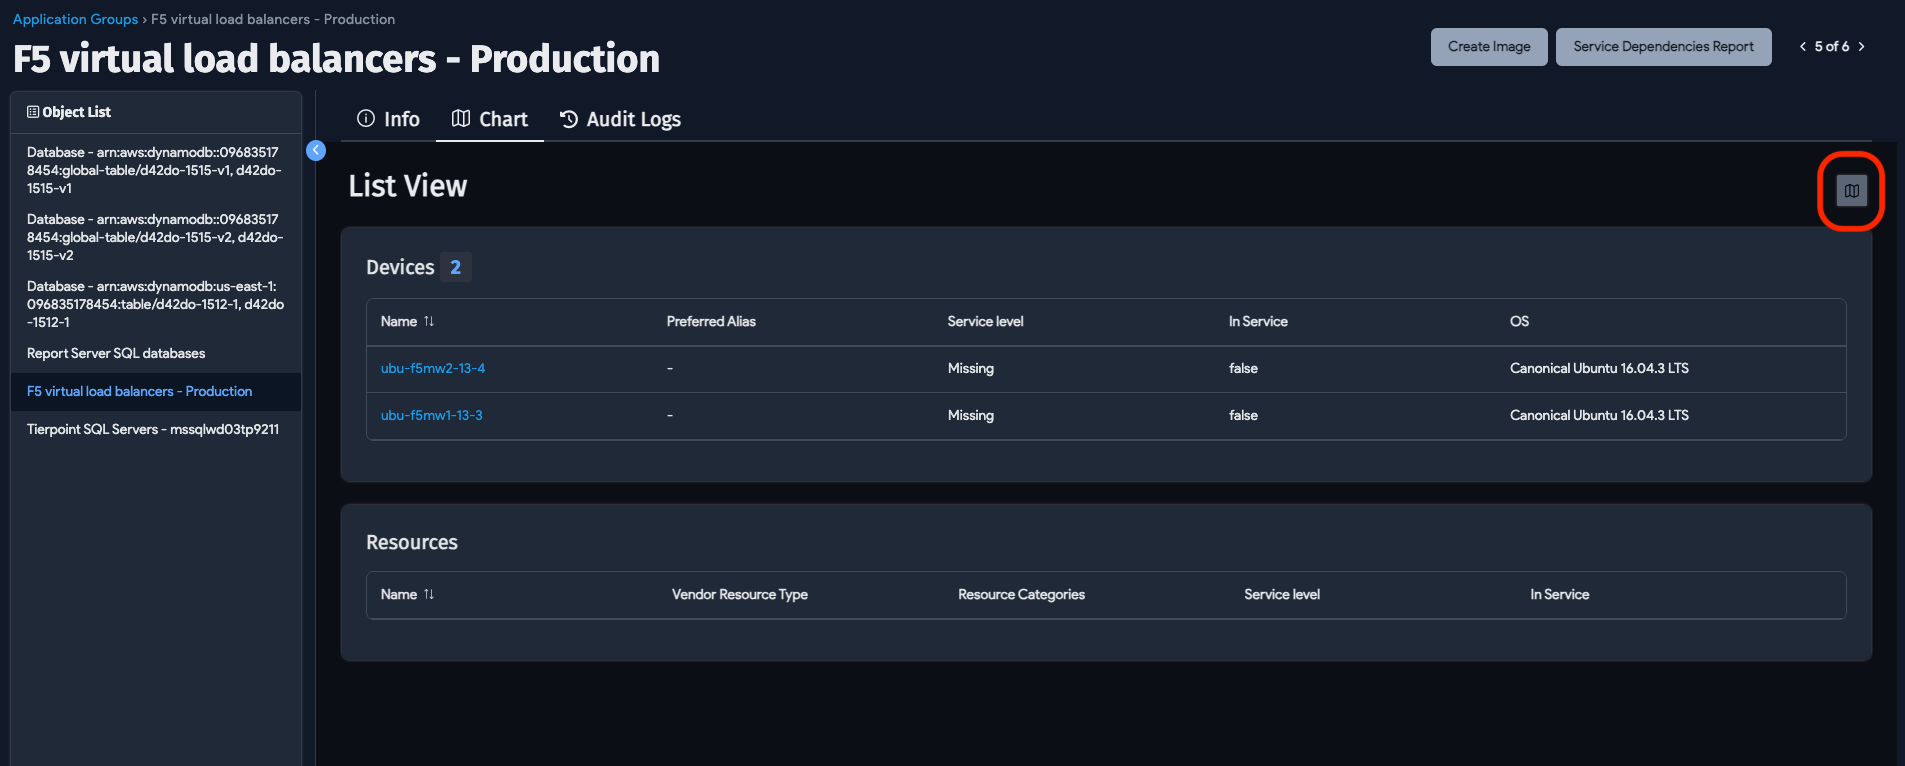 Application Groups › F5 virtual load balancers - Production
F5 virtual load balancers - Production
Create Image
Service Dependencies Report
5 of 6
Object List
Database - arn:aws:dynamodb::09683517
8454:global-table/d42do-1515-v1, d42do-
1515-v1
Database - arn:aws:dynamodb::09683517
8454:global-table/d42do-1515-v2, d42do-
1515-v2
Database - arn:aws:dynamodb:us-east-1:
096835178454:table/d42do-1512-1, d42do
-1512-1
Report Server SQL databases
F5 virtual load balancers - Production
Tierpoint SQL Servers - mssqlwd03tp9211
Info
Chart
Audit Logs
List View
Devices 2
Name Preferred Alias Service level In Service OS
ubu-f5mw2-13-4 - Missing false Canonical Ubuntu 16.04.3 LTS
ubu-f5mw1-13-3 - Missing false Canonical Ubuntu 16.04.3 LTS
Resources
Name Vendor Resource Type Resource Categories Service level In Service